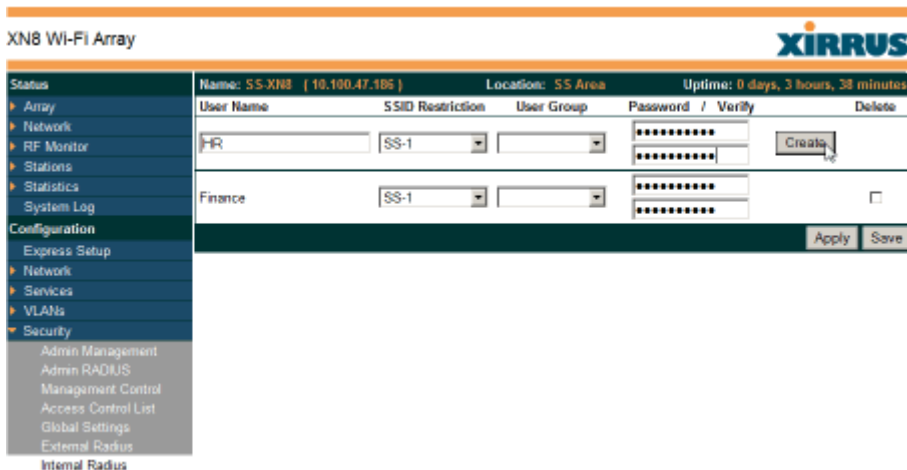 XN8 Wi-Fi Array
XIRRUS
Status
Array
Network
RF Monitor
Stations
Statistics
System Log
Configuration
Express Setup
Network
Services
VLANs
Security
Admin Management
Admin RADIUS
Management Control
Access Control List
Global Settings
External Radius
Internal Radius
Name: SS-XN8 ( 10.100.47.186 ) Location: SS Area Uptime: 0 days, 3 hours, 38 minutes
User Name SSID Restriction User Group Password / Verify Delete
HR SS-1 •••••••••• Create
••••••••••
Finance SS-1 ••••••••••
••••••••••
Apply Save